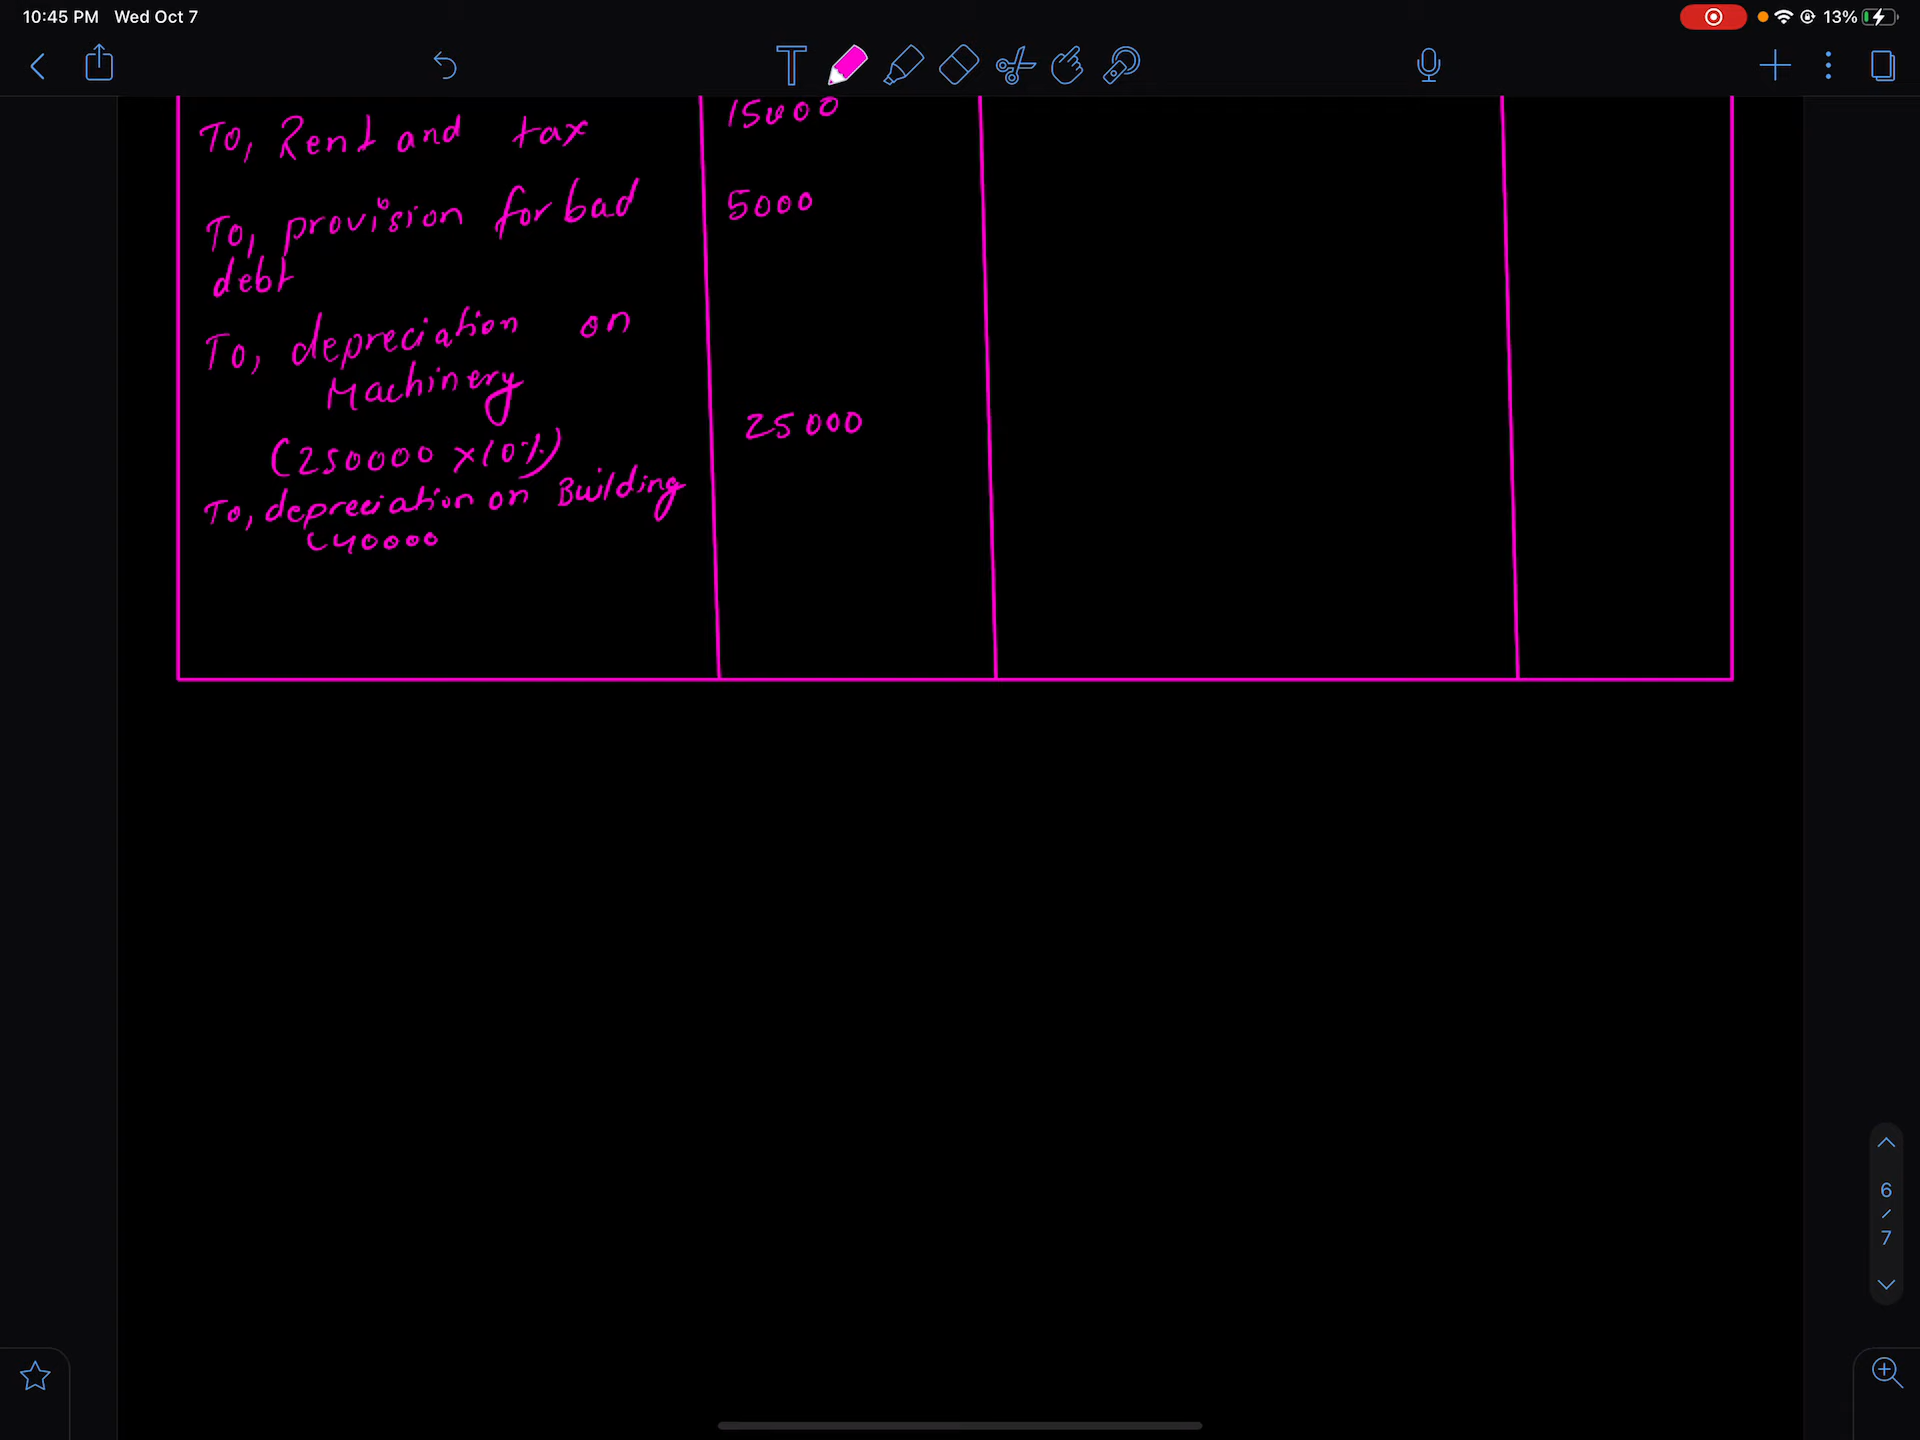 10:45 PM Wed Oct 7
13%
To, Rent and tax 15000
To, provision for bad 5000
debt
To, depreciation on
Machinery
25000
(250000 x10%)
To, depreciation on Building
(40000
6
/
7